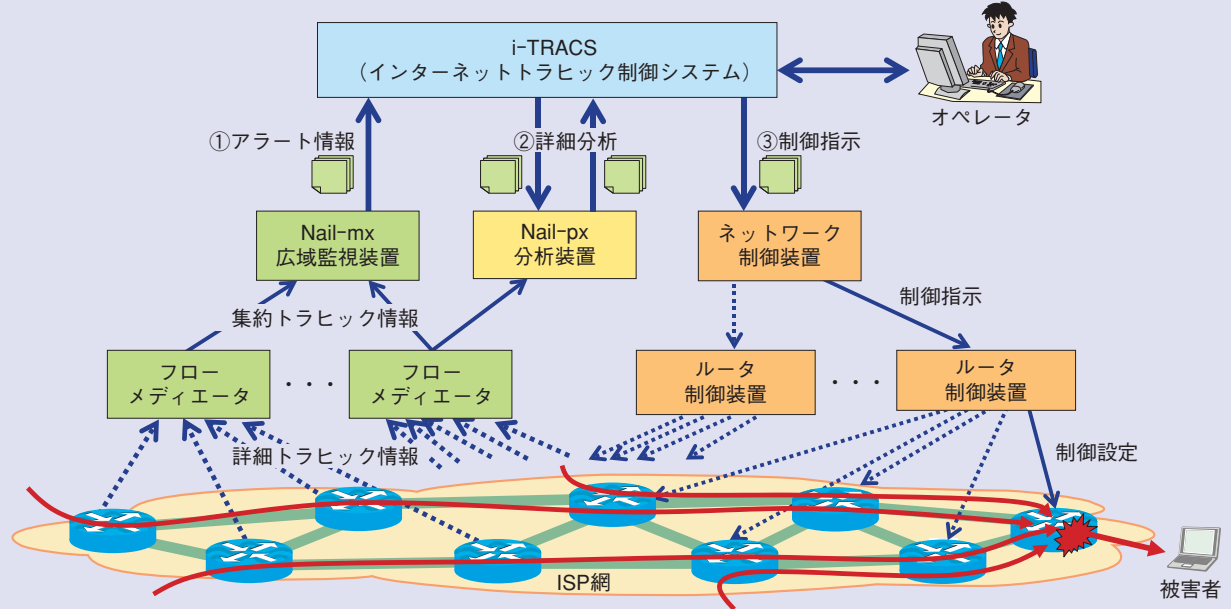 i-TRACS
（インターネットトラヒック制御システム）
オペレータ
①アラート情報
②詳細分析
③制御指示
Nail-mx
広域監視装置
Nail-px
分析装置
ネットワーク
制御装置
制御指示
集約トラヒック情報
フロー
メディエータ
・・・
フロー
メディエータ
ルータ
制御装置
・・・
ルータ
制御装置
詳細トラヒック情報
制御設定
ISP網
被害者